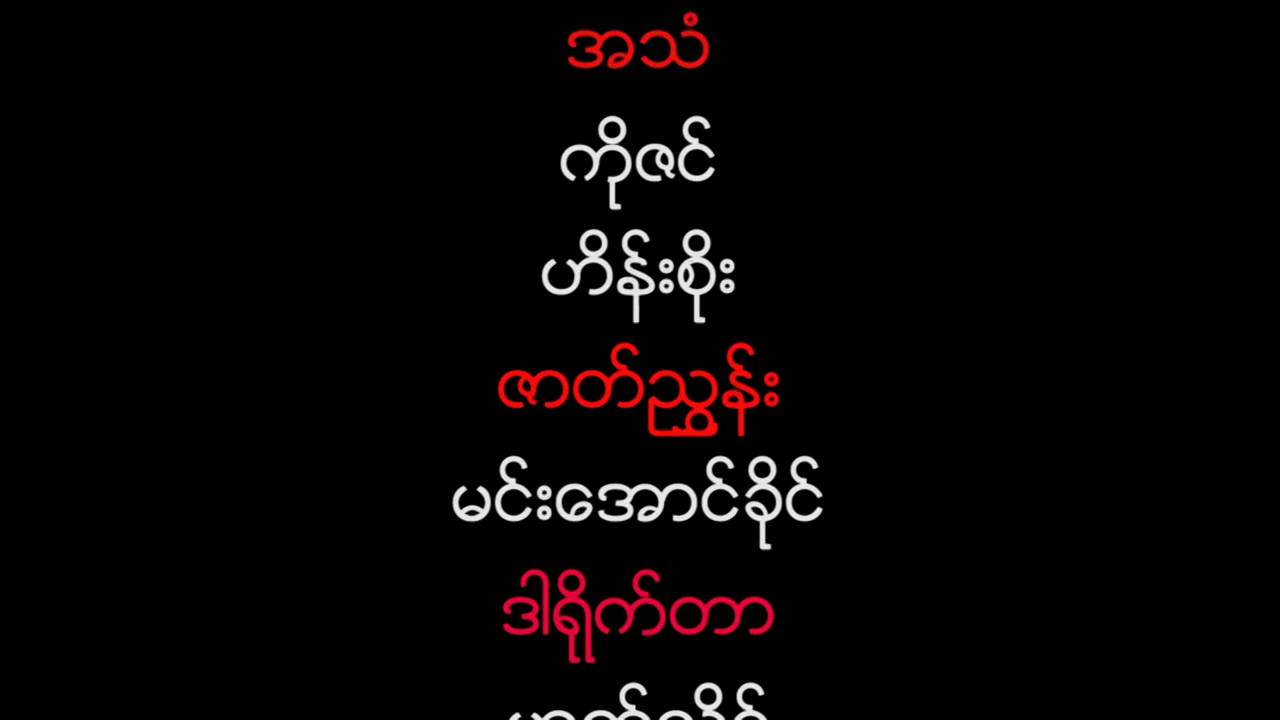 အသံ
ကိုဇင်
ဟိန်းစိုး
ဇာတ်ညွှန်း
မင်းအောင်ခိုင်
ဒါရိုက်တာ